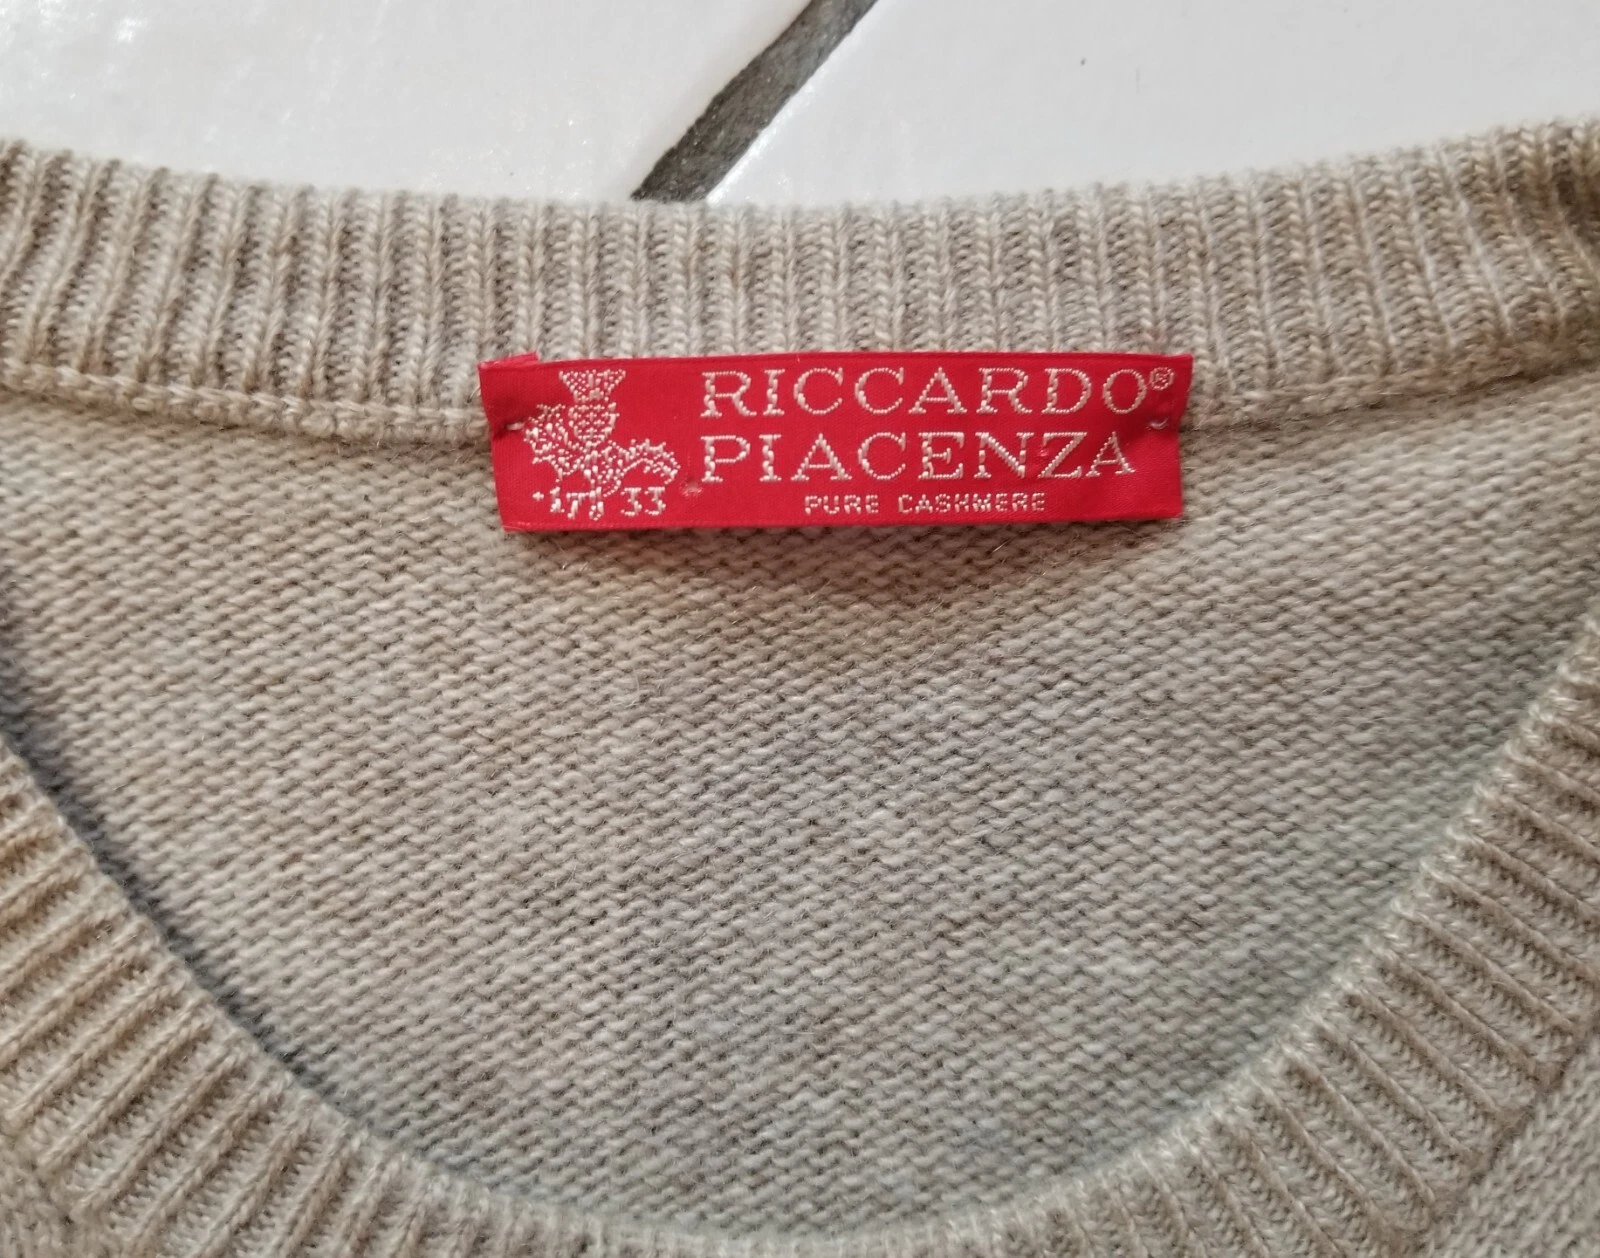 RICCARDO®
PIACENZA
1733
PURE CASHMERE